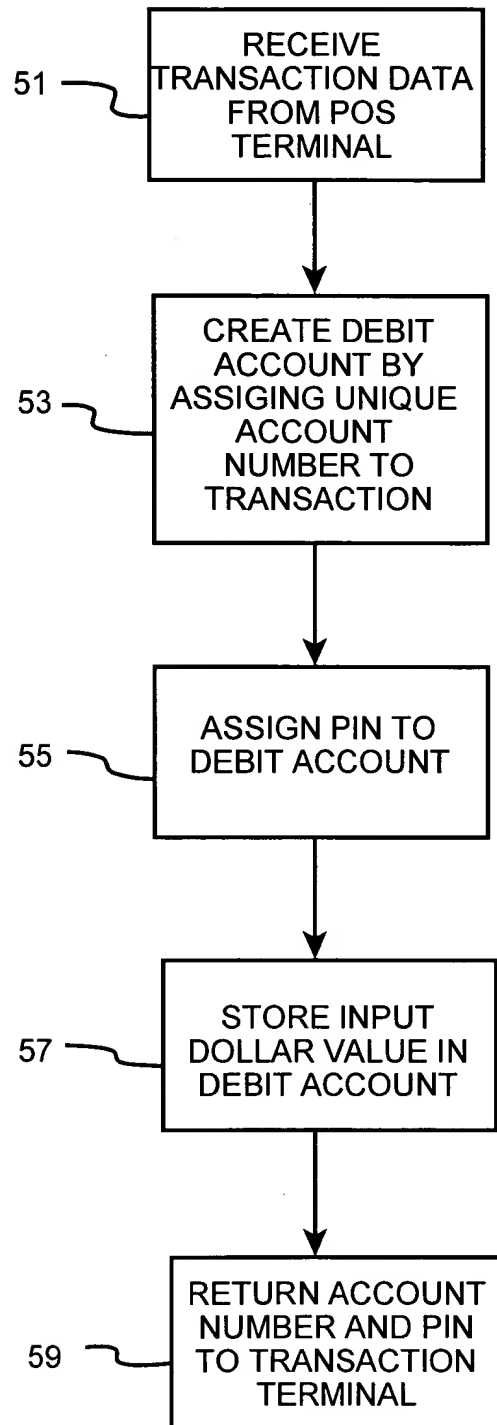 51
RECEIVE
TRANSACTION DATA
FROM POS
TERMINAL
53
CREATE DEBIT
ACCOUNT BY
ASSIGING UNIQUE
ACCOUNT
NUMBER TO
TRANSACTION
55
ASSIGN PIN TO
DEBIT ACCOUNT
57
STORE INPUT
DOLLAR VALUE IN
DEBIT ACCOUNT
59
RETURN ACCOUNT
NUMBER AND PIN
TO TRANSACTION
TERMINAL